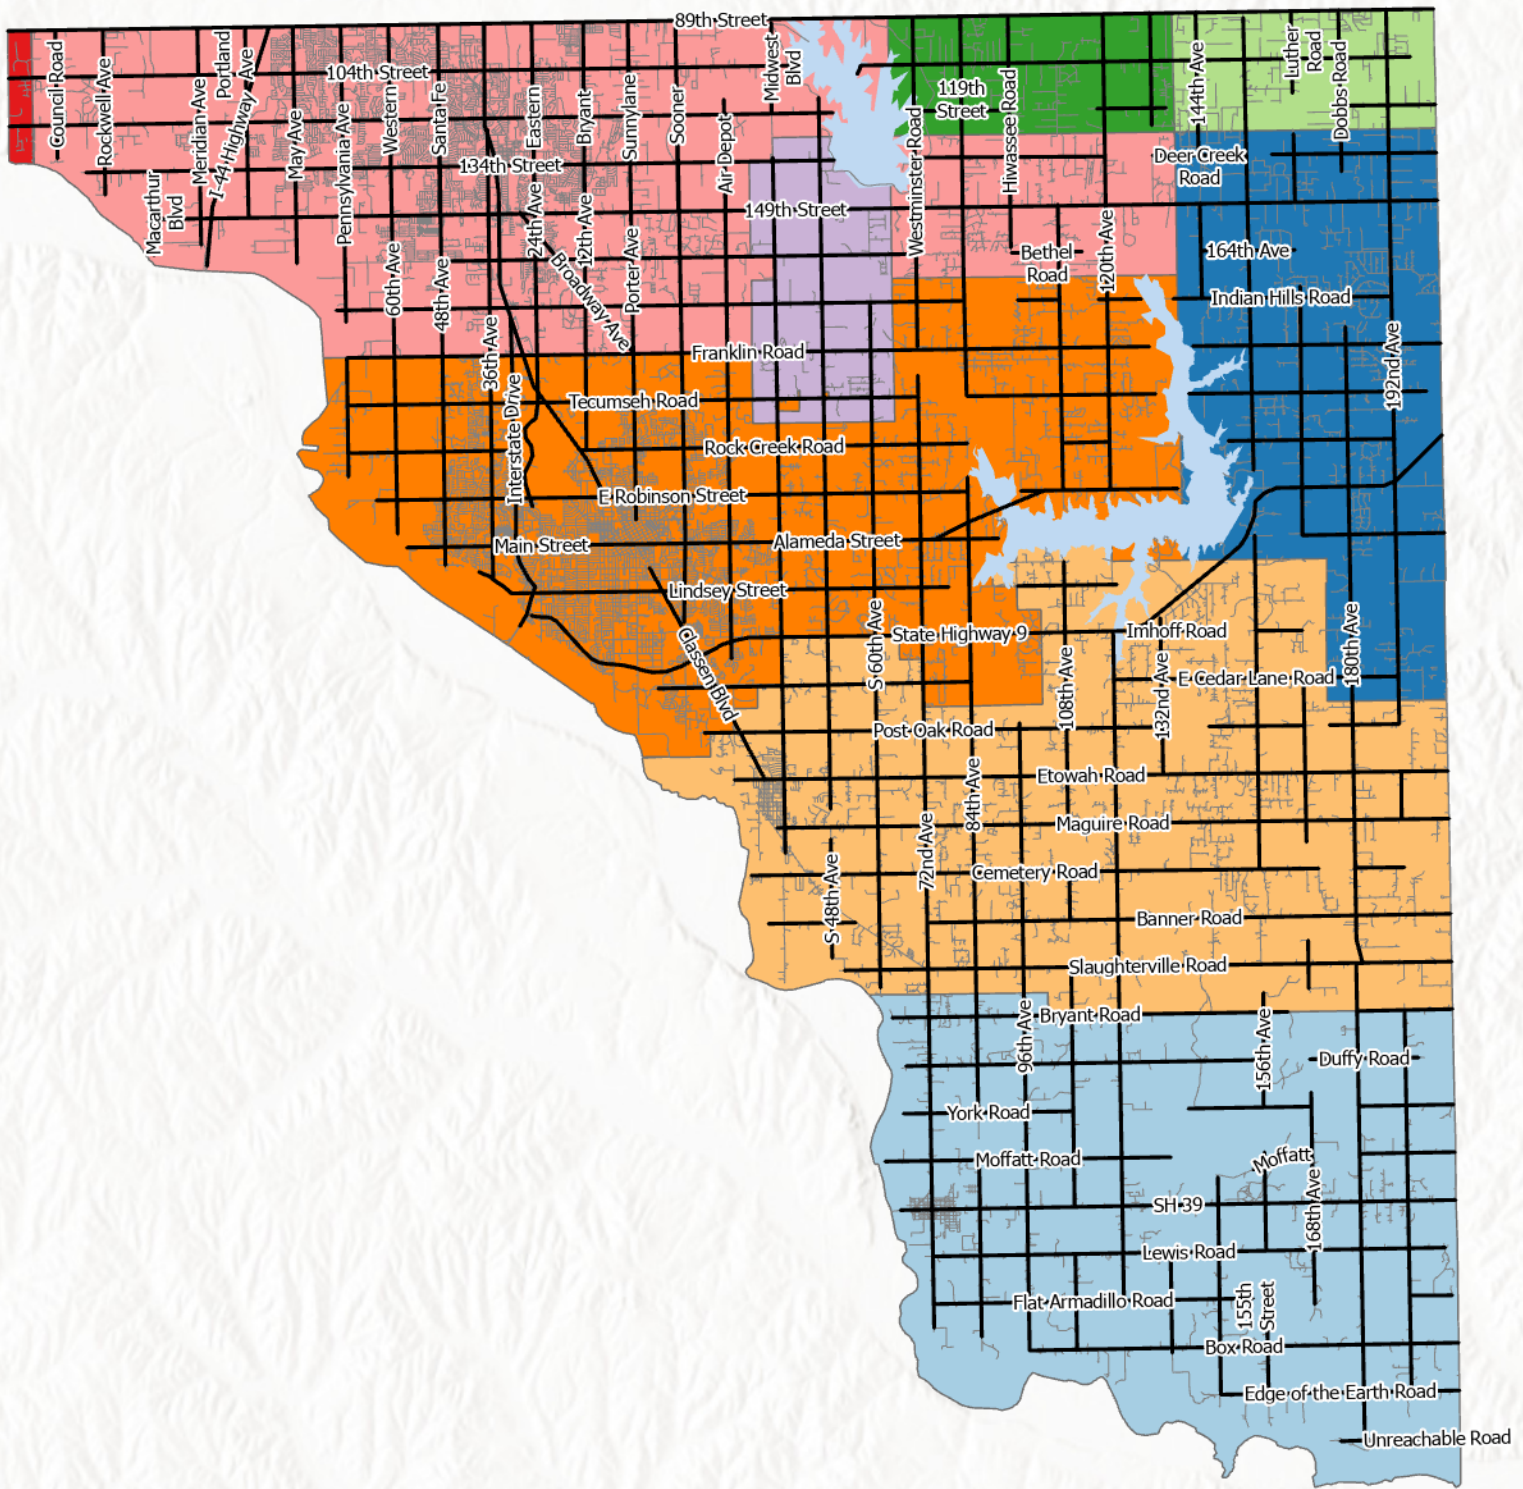 89th Street
Council Road
Rockwell Ave
Meridian Ave
Portland
Ave
I-44 Highway
May Ave
Pennsylvania Ave
104th Street
Western
Santa Fe
Eastern
Bryant
Sunnylane
Sooner
Air Depot
Midwest
Blvd
119th
Street
Hiwassee Road
144th Ave
Luther
Road
Dobbs Road
134th Street
Westminster Road
Deer Creek
Road
Macarthur
Blvd
149th Street
24th Ave
12th Ave
Porter Ave
Broadway Ave
60th Ave
48th Ave
Bethel
Road
120th Ave
164th Ave
Indian Hills Road
36th Ave
Franklin Road
192nd Ave
Interstate Drive
Tecumseh Road
Rock Creek Road
E Robinson Street
Main Street
Alameda Street
Lindsey Street
Classen Blvd
S 60th Ave
State Highway 9
Imhoff Road
180th Ave
108th Ave
132nd Ave
E Cedar Lane Road
Post Oak Road
Etowah Road
84th Ave
72nd Ave
Maguire Road
S 48th Ave
Cemetery Road
Banner Road
Slaughterville Road
96th Ave
Bryant Road
156th Ave
Duffy Road
York Road
Moffatt Road
Moffatt
168th Ave
SH 39
Lewis Road
Flat Armadillo Road
155th
Street
Box Road
Edge of the Earth Road
Unreachable Road